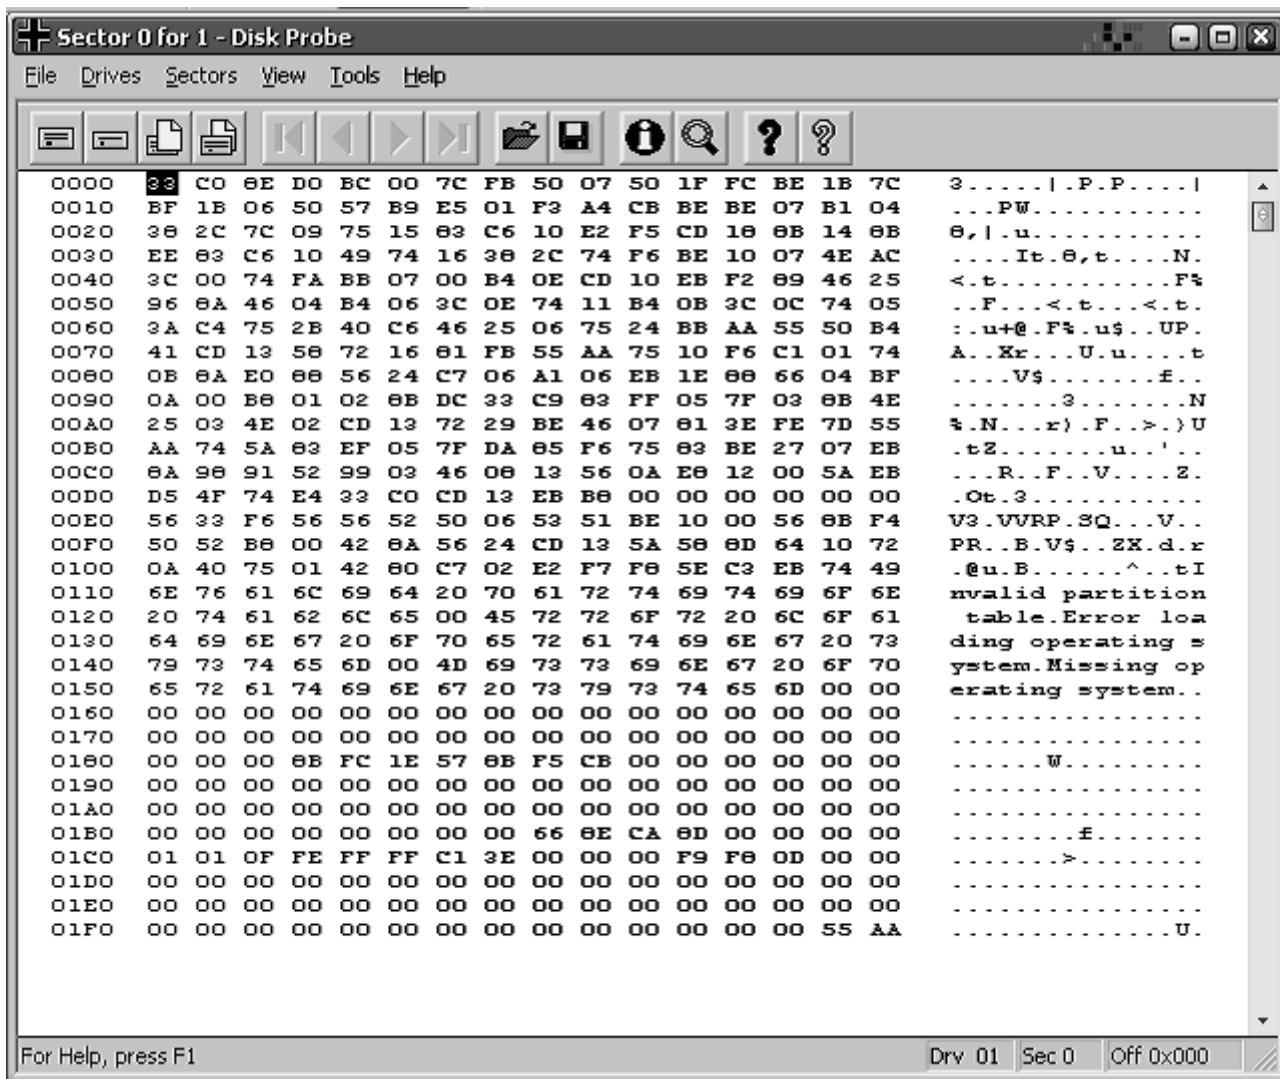 Sector 0 for 1 - Disk Probe
File Drives Sectors View Tools Help
0000 33 C0 8E D0 BC 00 7C FB 50 07 50 1F FC BE 1B 7C 3.....|.P.P....|
0010 BF 1B 06 50 57 B9 E5 01 F3 A4 CB BE BE 07 B1 04 ...PW...........
0020 38 2C 7C 09 75 15 83 C6 10 E2 F5 CD 18 8B 14 8B 8,|.u...........
0030 EE 83 C6 10 49 74 16 38 2C 74 F6 BE 10 07 4E AC ....It.8,t....N.
0040 3C 00 74 FA BB 07 00 B4 0E CD 10 EB F2 89 46 25 <.t...........F%
0050 96 8A 46 04 B4 06 3C 0E 74 11 B4 0B 3C 0C 74 05 ..F...<.t...<.t.
0060 3A C4 75 2B 40 C6 46 25 06 75 24 BB AA 55 50 B4 :.u+@.F%.u$..UP.
0070 41 CD 13 58 72 16 81 FB 55 AA 75 10 F6 C1 01 74 A..Xr...U.u....t
0080 0B 8A E0 88 56 24 C7 06 A1 06 EB 1E 88 66 04 BF ....V$.......f..
0090 0A 00 B8 01 02 8B DC 33 C9 83 FF 05 7F 03 8B 4E .......3.......N
00A0 25 03 4E 02 CD 13 72 29 BE 46 07 81 3E FE 7D 55 %.N...r).F..>.}U
00B0 AA 74 5A 83 EF 05 7F DA 85 F6 75 83 BE 27 07 EB .tZ.......u..'..
00C0 8A 98 91 52 99 03 46 08 13 56 0A E8 12 00 5A EB ...R..F..V....Z.
00D0 D5 4F 74 E4 33 C0 CD 13 EB B8 00 00 00 00 00 00 .Ot.3...........
00E0 56 33 F6 56 56 52 50 06 53 51 BE 10 00 56 8B F4 V3.VVRP.SQ...V..
00F0 50 52 B8 00 42 8A 56 24 CD 13 5A 58 8D 64 10 72 PR..B.V$..ZX.d.r
0100 0A 40 75 01 42 80 C7 02 E2 F7 F8 5E C3 EB 74 49 .@u.B......^..tI
0110 6E 76 61 6C 69 64 20 70 61 72 74 69 74 69 6F 6E nvalid partition
0120 20 74 61 62 6C 65 00 45 72 72 6F 72 20 6C 6F 61  table.Error loa
0130 64 69 6E 67 20 6F 70 65 72 61 74 69 6E 67 20 73 ding operating s
0140 79 73 74 65 6D 00 4D 69 73 73 69 6E 67 20 6F 70 ystem.Missing op
0150 65 72 61 74 69 6E 67 20 73 79 73 74 65 6D 00 00 erating system..
0160 00 00 00 00 00 00 00 00 00 00 00 00 00 00 00 00 ................
0170 00 00 00 00 00 00 00 00 00 00 00 00 00 00 00 00 ................
0180 00 00 00 8B FC 1E 57 8B F5 CB 00 00 00 00 00 00 ......W.........
0190 00 00 00 00 00 00 00 00 00 00 00 00 00 00 00 00 ................
01A0 00 00 00 00 00 00 00 00 00 00 00 00 00 00 00 00 ................
01B0 00 00 00 00 00 00 00 00 66 8E CA 8D 00 00 00 00 ........f.......
01C0 01 01 0F FE FF FF C1 3E 00 00 00 F9 F8 0D 00 00 .......>........
01D0 00 00 00 00 00 00 00 00 00 00 00 00 00 00 00 00 ................
01E0 00 00 00 00 00 00 00 00 00 00 00 00 00 00 00 00 ................
01F0 00 00 00 00 00 00 00 00 00 00 00 00 00 00 55 AA ..............U.
For Help, press F1 Drv 01 Sec 0 Off 0x000